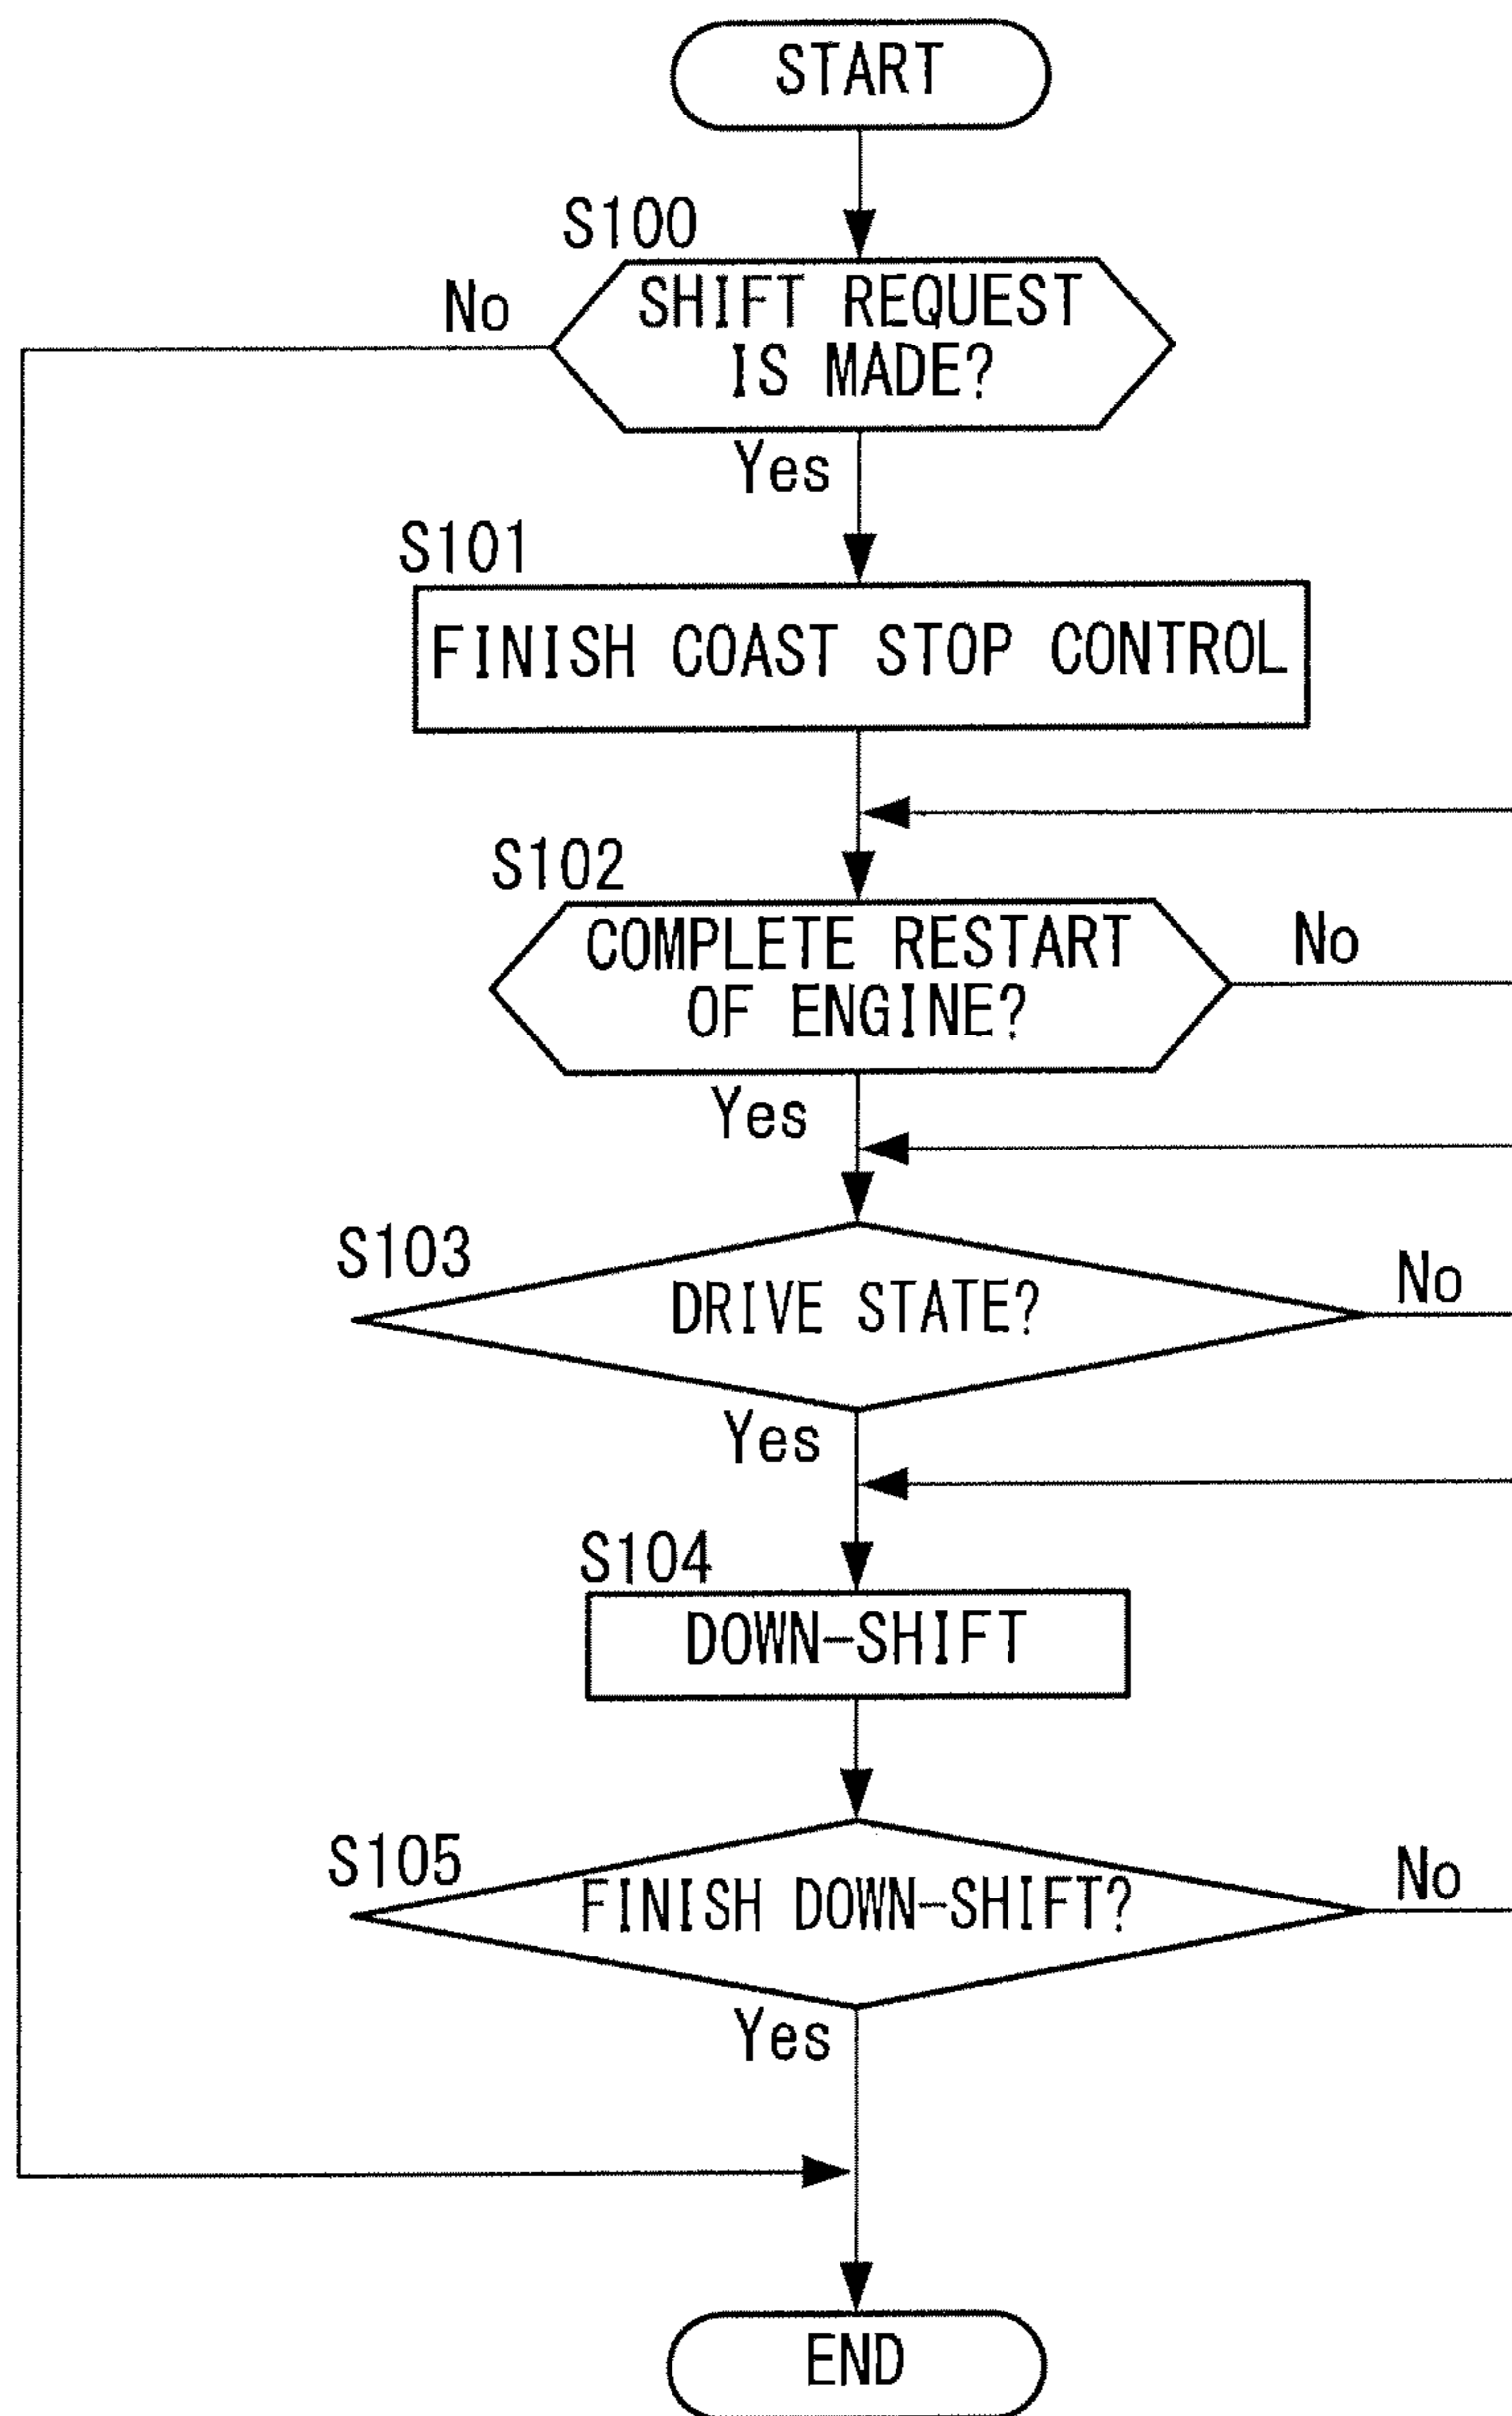 START
S100
No
SHIFT REQUEST
IS MADE?
Yes
S101
FINISH COAST STOP CONTROL
S102
COMPLETE RESTART
OF ENGINE?
No
Yes
S103
DRIVE STATE?
No
Yes
S104
DOWN-SHIFT
S105
FINISH DOWN-SHIFT?
No
Yes
END